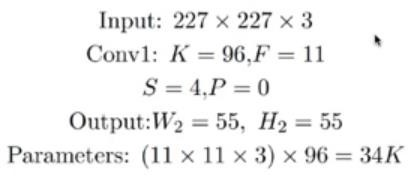 Input: 227 × 227 × 3
Conv1: K = 96,F = 11
S = 4,P = 0
Output:W₂ = 55, H₂ = 55
Parameters: (11 × 11 × 3) × 96 = 34K